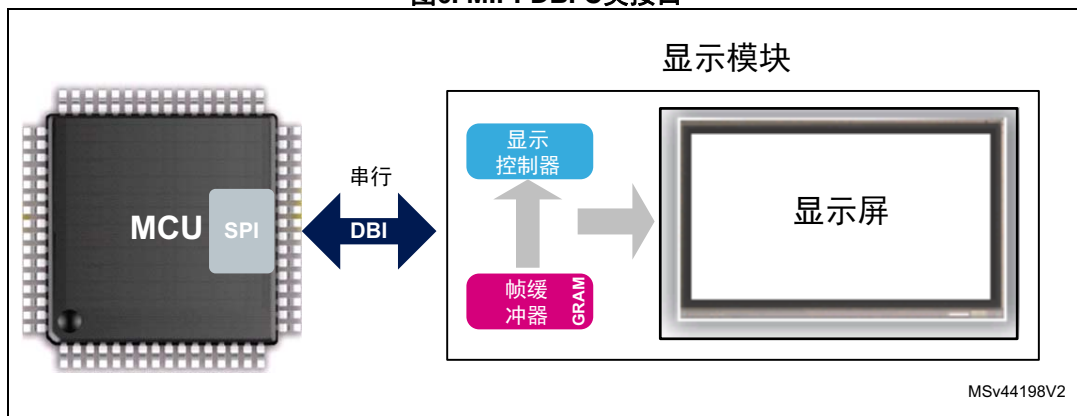 显示模块
显示
控制器
串行
MCU
SPI
DBI
显示屏
帧缓
冲器
GRAM
MSv44198V2